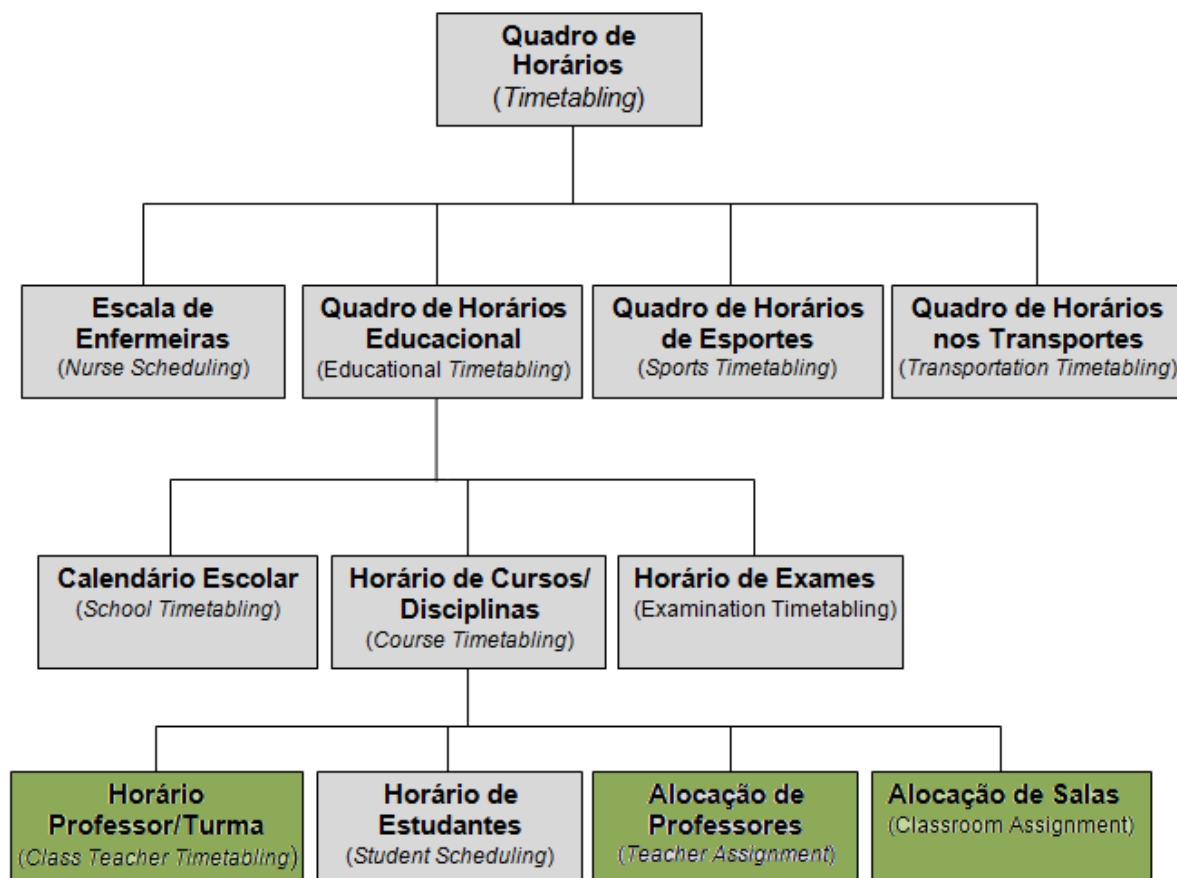 Quadro de
Horários
(Timetabling)
Escala de
Enfermeiras
(Nurse Scheduling)
Quadro de Horários
Educacional
(Educational Timetabling)
Quadro de Horários
de Esportes
(Sports Timetabling)
Quadro de Horários
nos Transportes
(Transportation Timetabling)
Calendário Escolar
(School Timetabling)
Horário de Cursos/
Disciplinas
(Course Timetabling)
Horário de Exames
(Examination Timetabling)
Horário
Professor/Turma
(Class Teacher Timetabling)
Horário de
Estudantes
(Student Scheduling)
Alocação de
Professores
(Teacher Assignment)
Alocação de Salas
(Classroom Assignment)